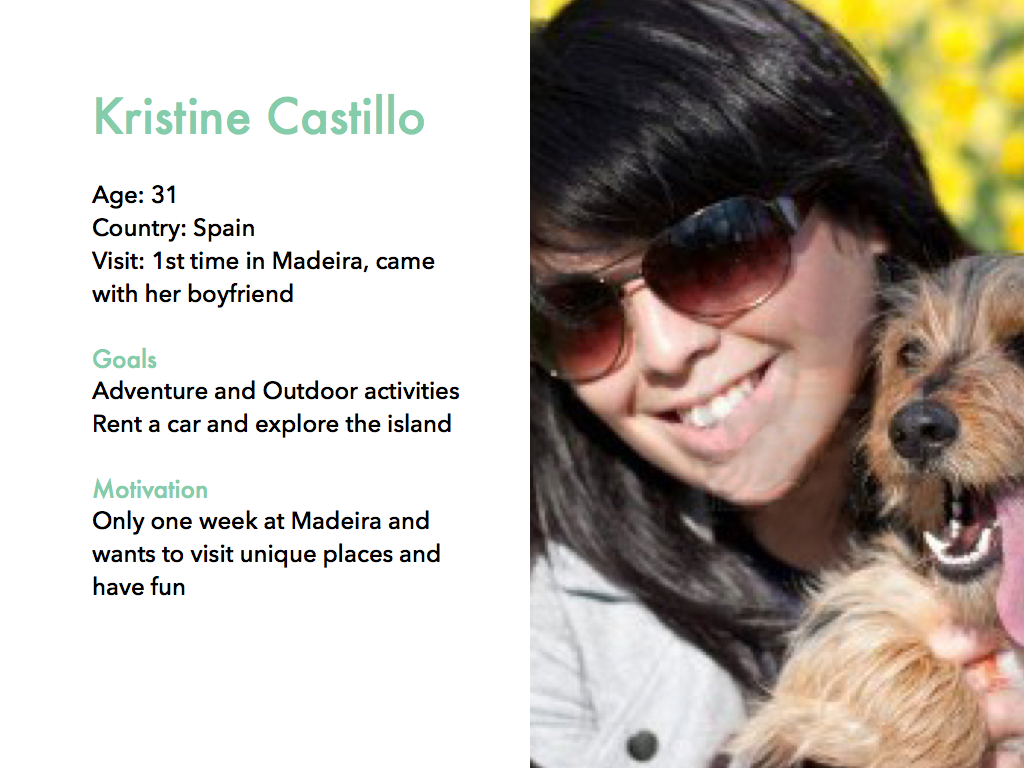 Kristine Castillo
Age: 31
Country: Spain
Visit: 1st time in Madeira, came
with her boyfriend
Goals
Adventure and Outdoor activities
Rent a car and explore the island
Motivation
Only one week at Madeira and
wants to visit unique places and
have fun